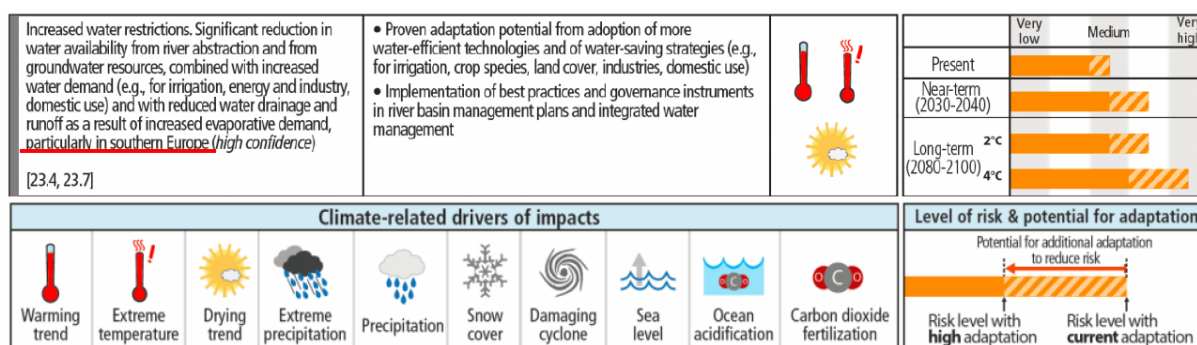 Increased water restrictions. Significant reduction in
water availability from river abstraction and from
groundwater resources, combined with increased
water demand (e.g., for irrigation, energy and industry,
domestic use) and with reduced water drainage and
runoff as a result of increased evaporative demand,
particularly in southern Europe (high confidence)
[23.4, 23.7]
• Proven adaptation potential from adoption of more
water-efficient technologies and of water-saving strategies (e.g.,
for irrigation, crop species, land cover, industries, domestic use)
• Implementation of best practices and governance instruments
in river basin management plans and integrated water
management
Very
low
Medium
Very
high
Present
Near-term
(2030-2040)
Long-term
(2080-2100)
2°C
4°C
Climate-related drivers of impacts
Warming
trend
Extreme
temperature
Drying
trend
Extreme
precipitation
Precipitation
Snow
cover
Damaging
cyclone
Sea
level
O C O
Ocean
acidification
O C O
Carbon dioxide
fertilization
Level of risk & potential for adaptation
Potential for additional adaptation
to reduce risk
Risk level with
high adaptation
Risk level with
current adaptation